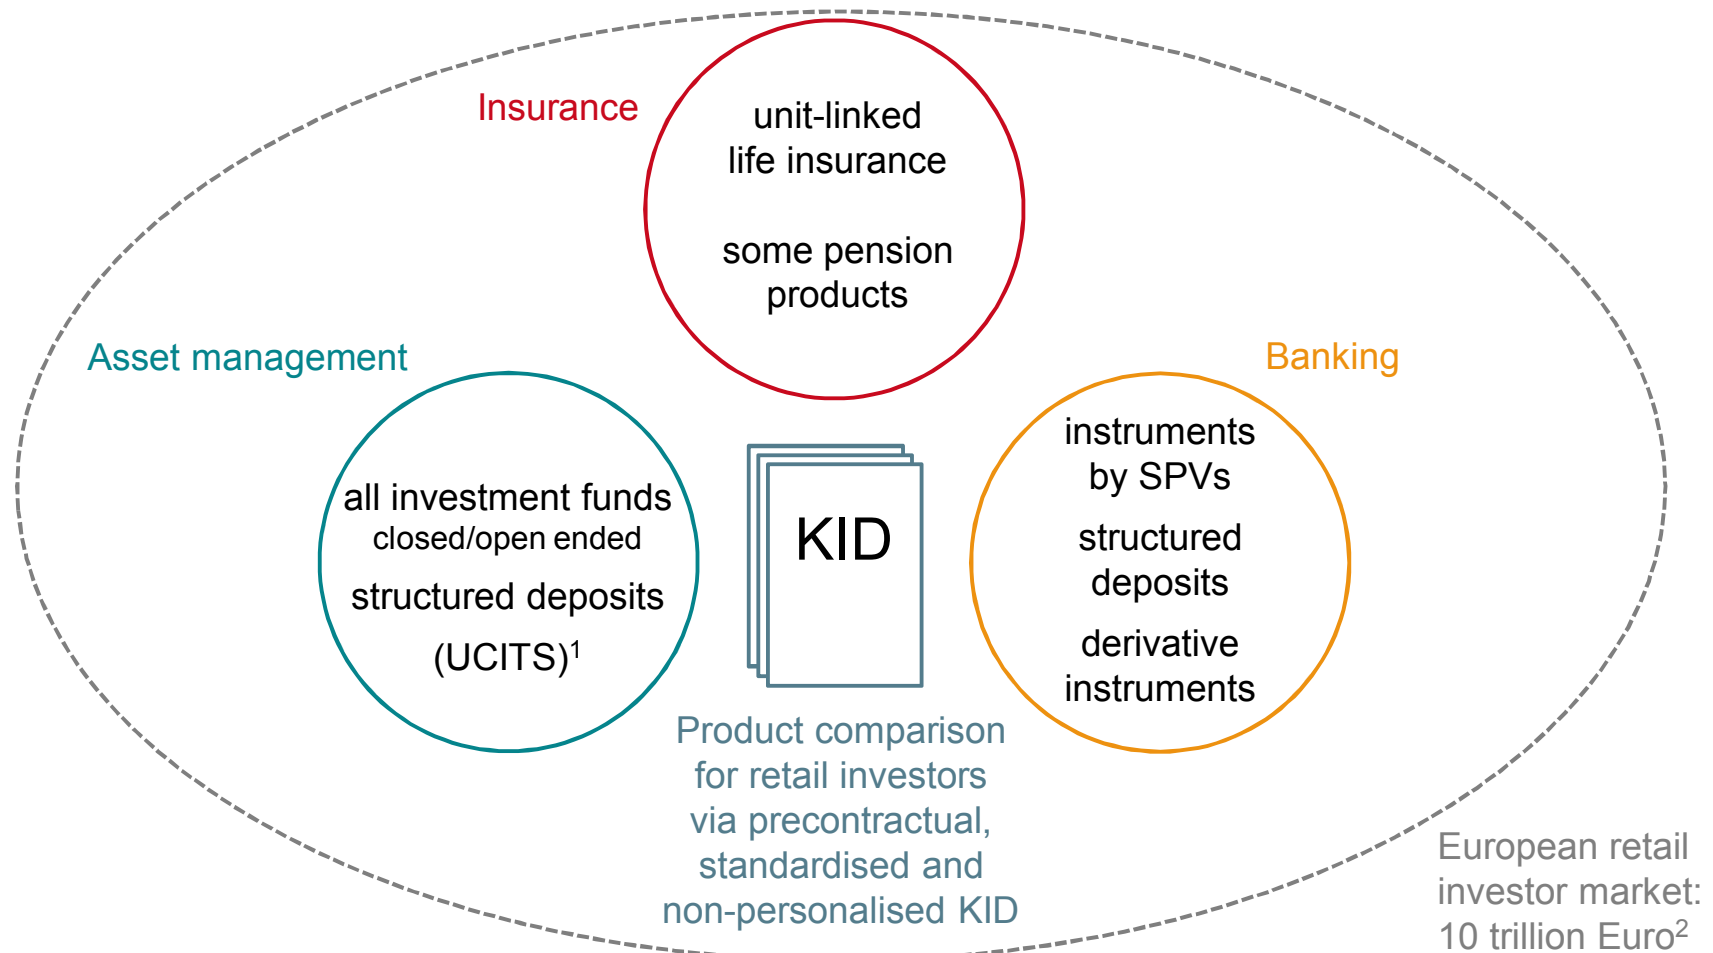 Insurance
unit-linked
life insurance
some pension
products
Asset management
all investment funds
closed/open ended
structured deposits
(UCITS)¹
KID
Banking
instruments
by SPVs
structured
deposits
derivative
instruments
Product comparison
for retail investors
via precontractual,
standardised and
non-personalised KID
European retail
investor market:
10 trillion Euro²